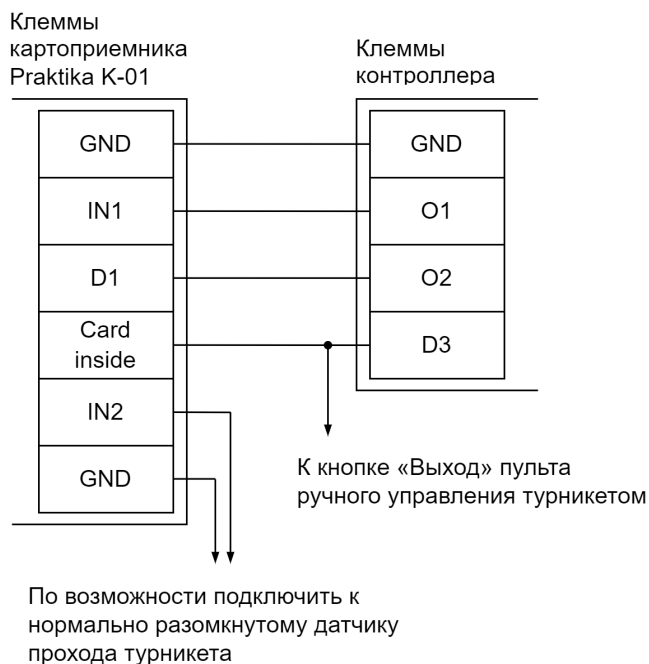 Клеммы
картоприемника
Praktika K-01
Клеммы
контроллера
GND
IN1
D1
Card
inside
IN2
GND
GND
O1
O2
D3
К кнопке «Выход» пульта
ручного управления турникетом
По возможности подключить к
нормально разомкнутому датчику
прохода турникета